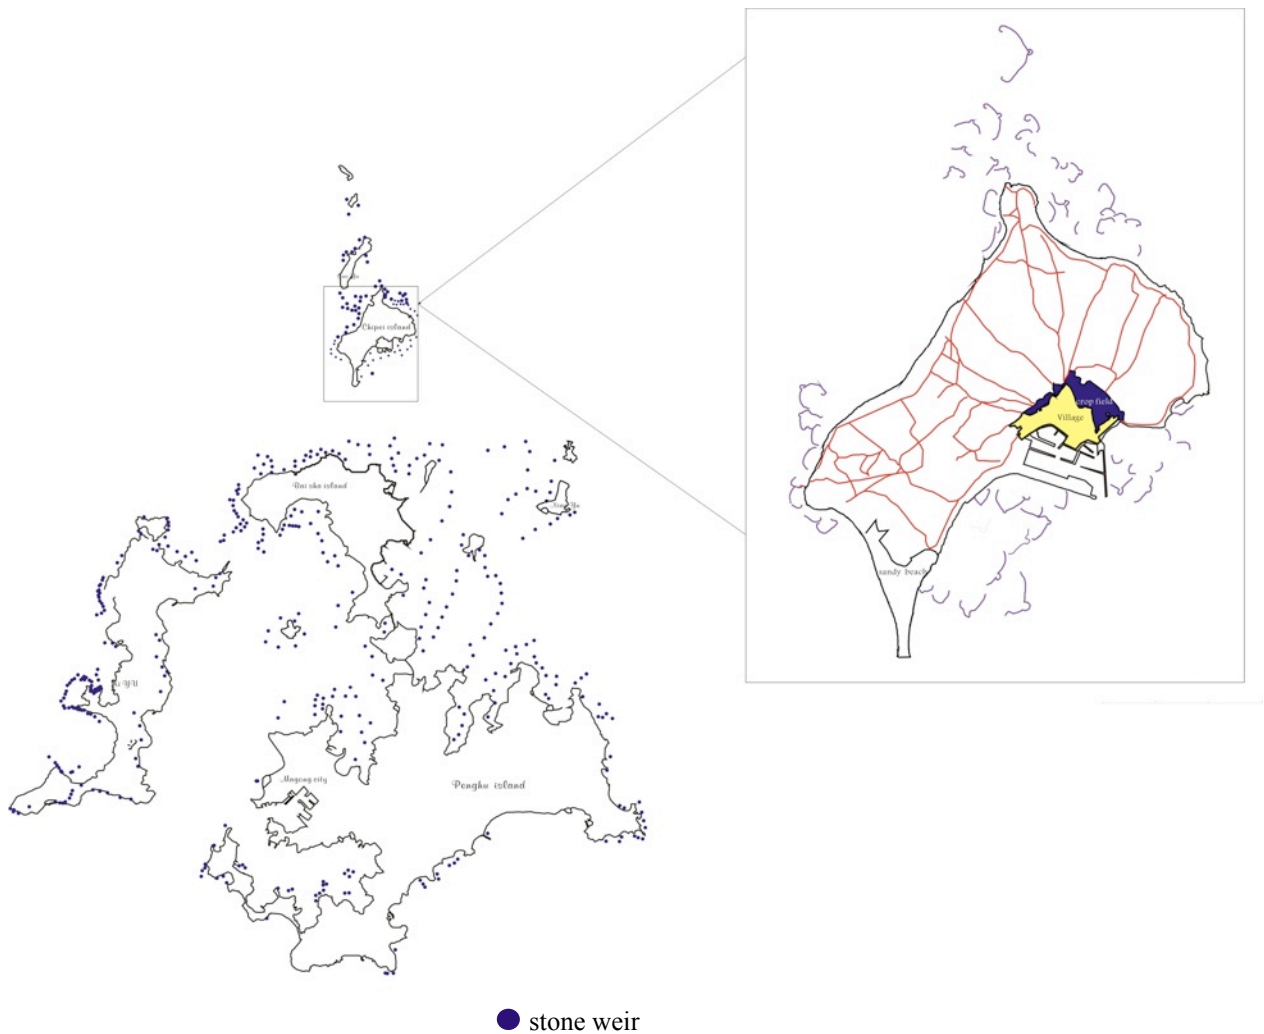 Chipei island
Bai sha island
Magong city
Penghu island
crop field
Village
sandy beach
stone weir